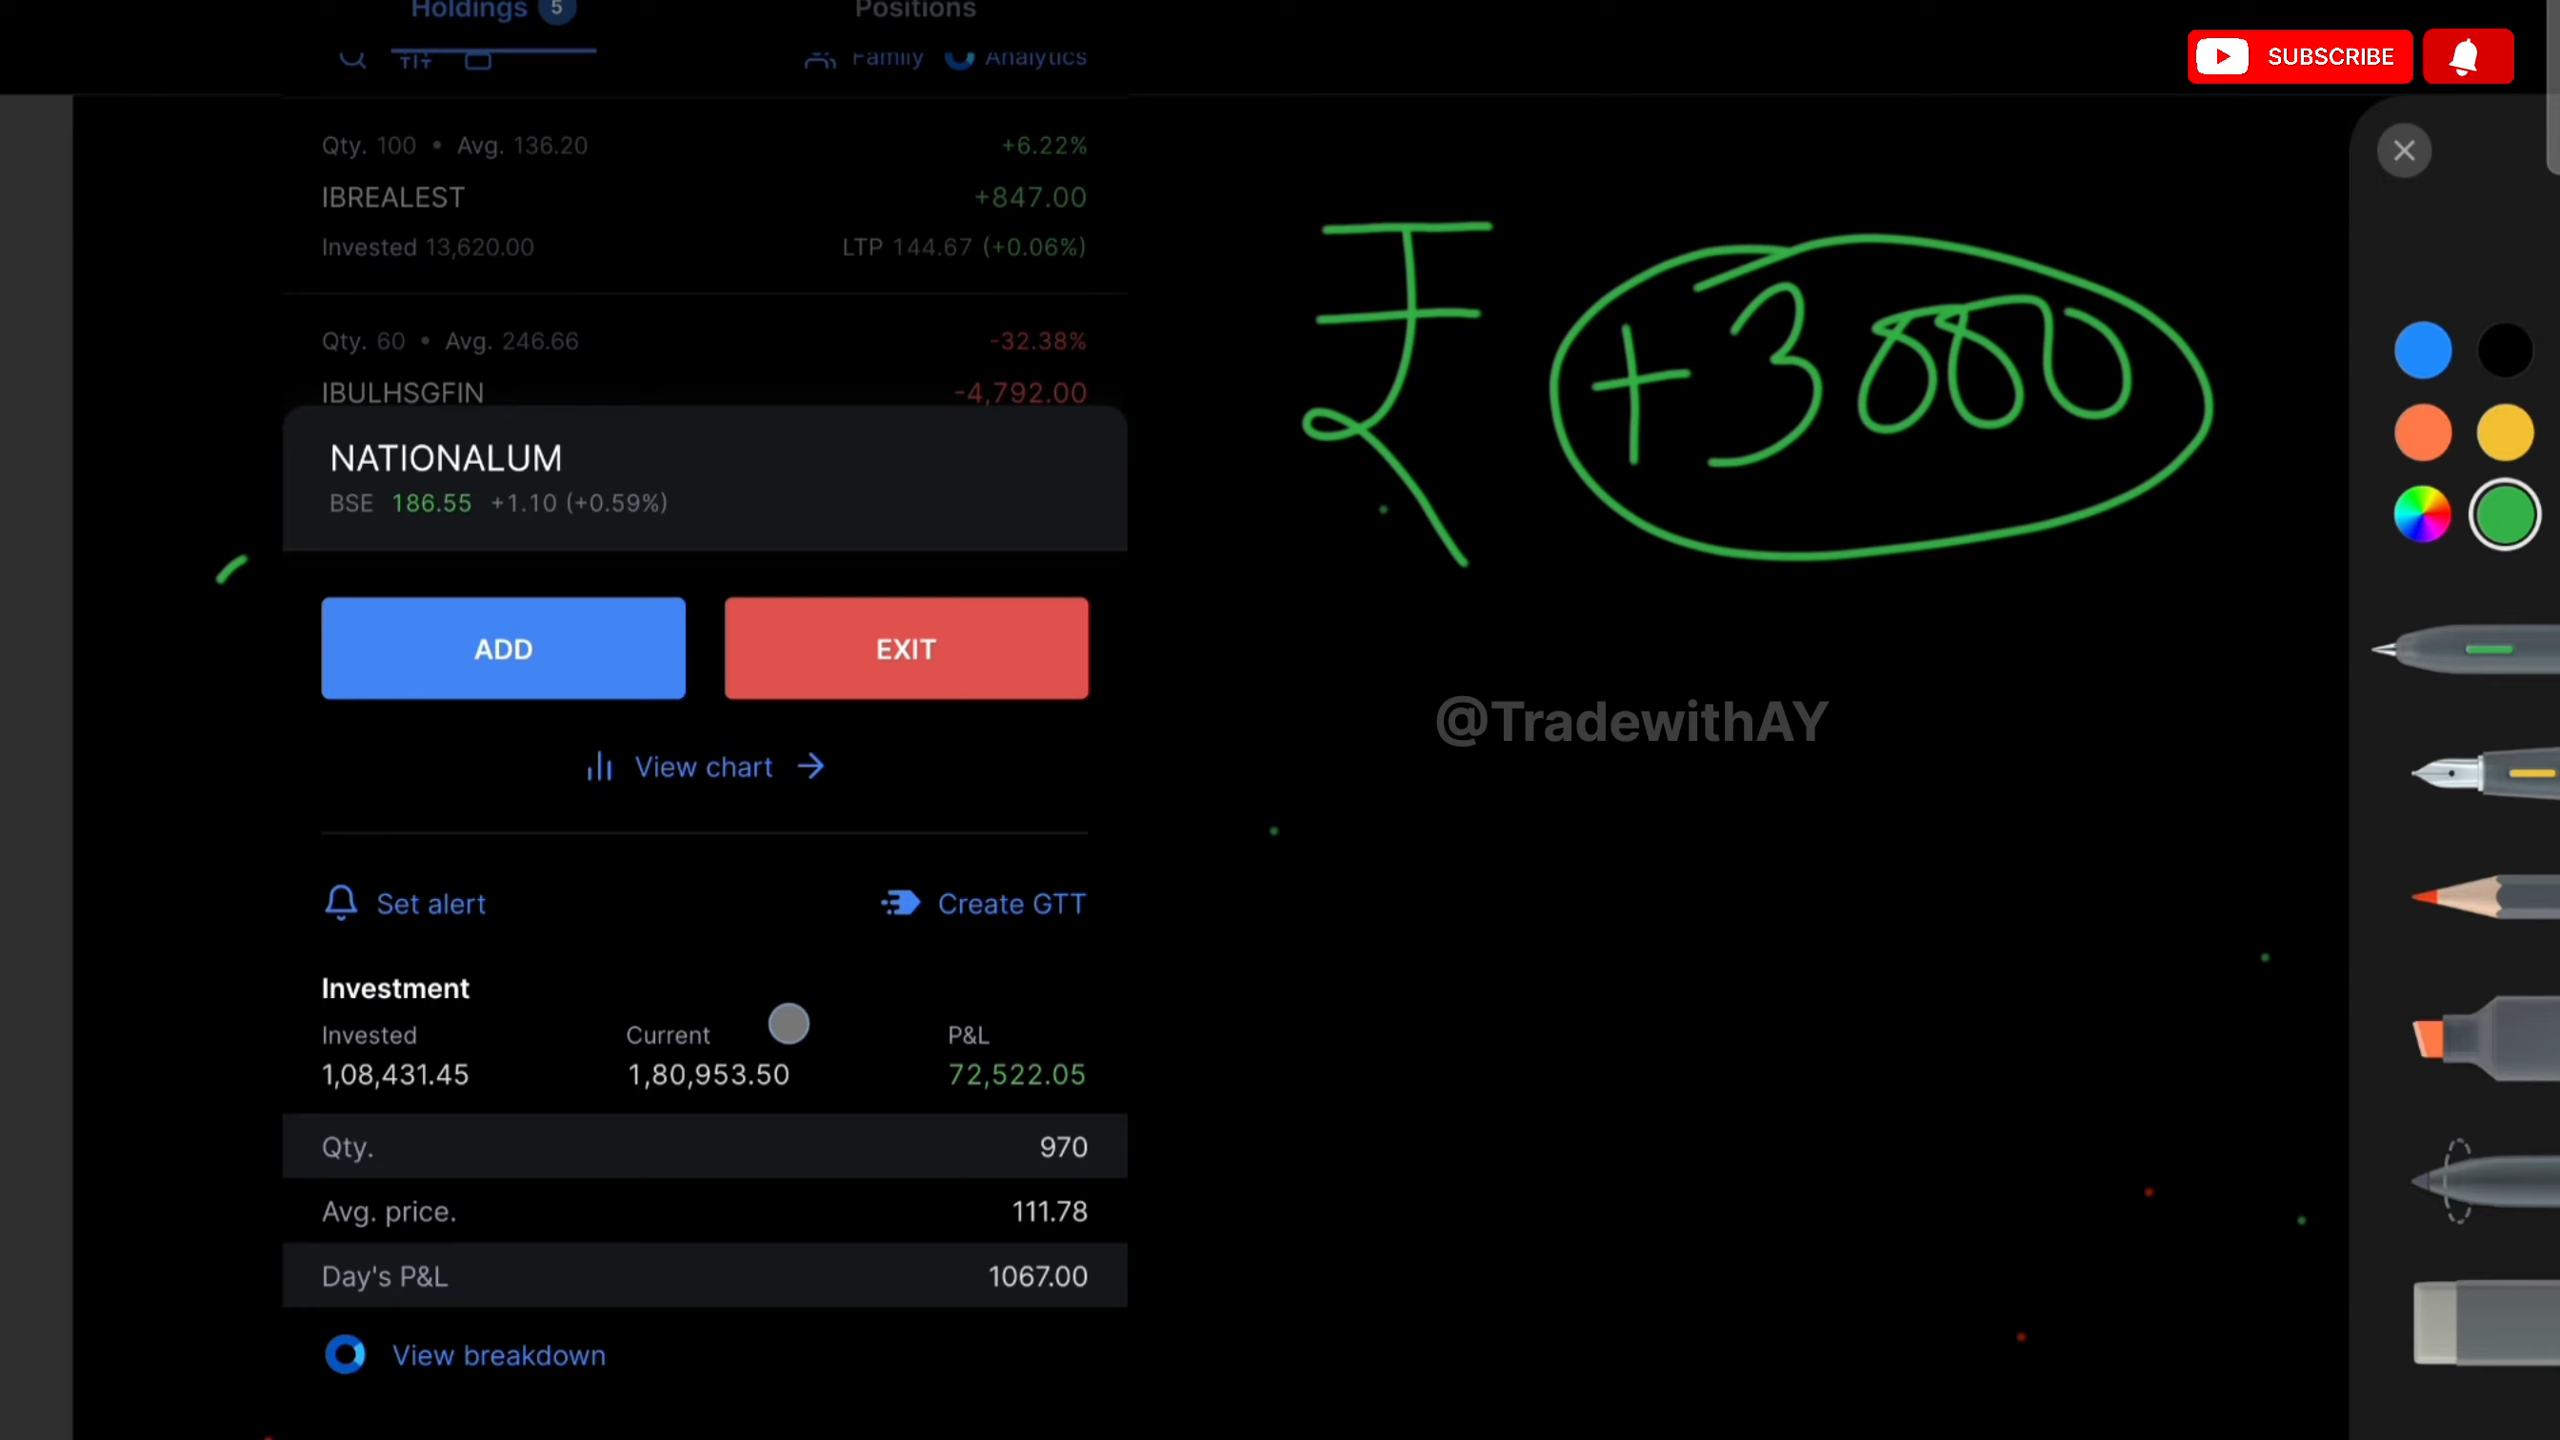 Holdings 5 Positions
SUBSCRIBE
Family Analytics
Qty. 100 • Avg. 136.20 +6.22%
IBREALEST +847.00
Invested 13,620.00 LTP 144.67 (+0.06%)
Qty. 60 • Avg. 246.66 -32.38%
IBULHSGFIN -4,792.00
₹ +3000
NATIONALUM
BSE 186.55 +1.10 (+0.59%)
ADD EXIT
@TradewithAY
View chart →
Set alert Create GTT
Investment
Invested Current P&L
1,08,431.45 1,80,953.50 72,522.05
Qty. 970
Avg. price. 111.78
Day's P&L 1067.00
View breakdown